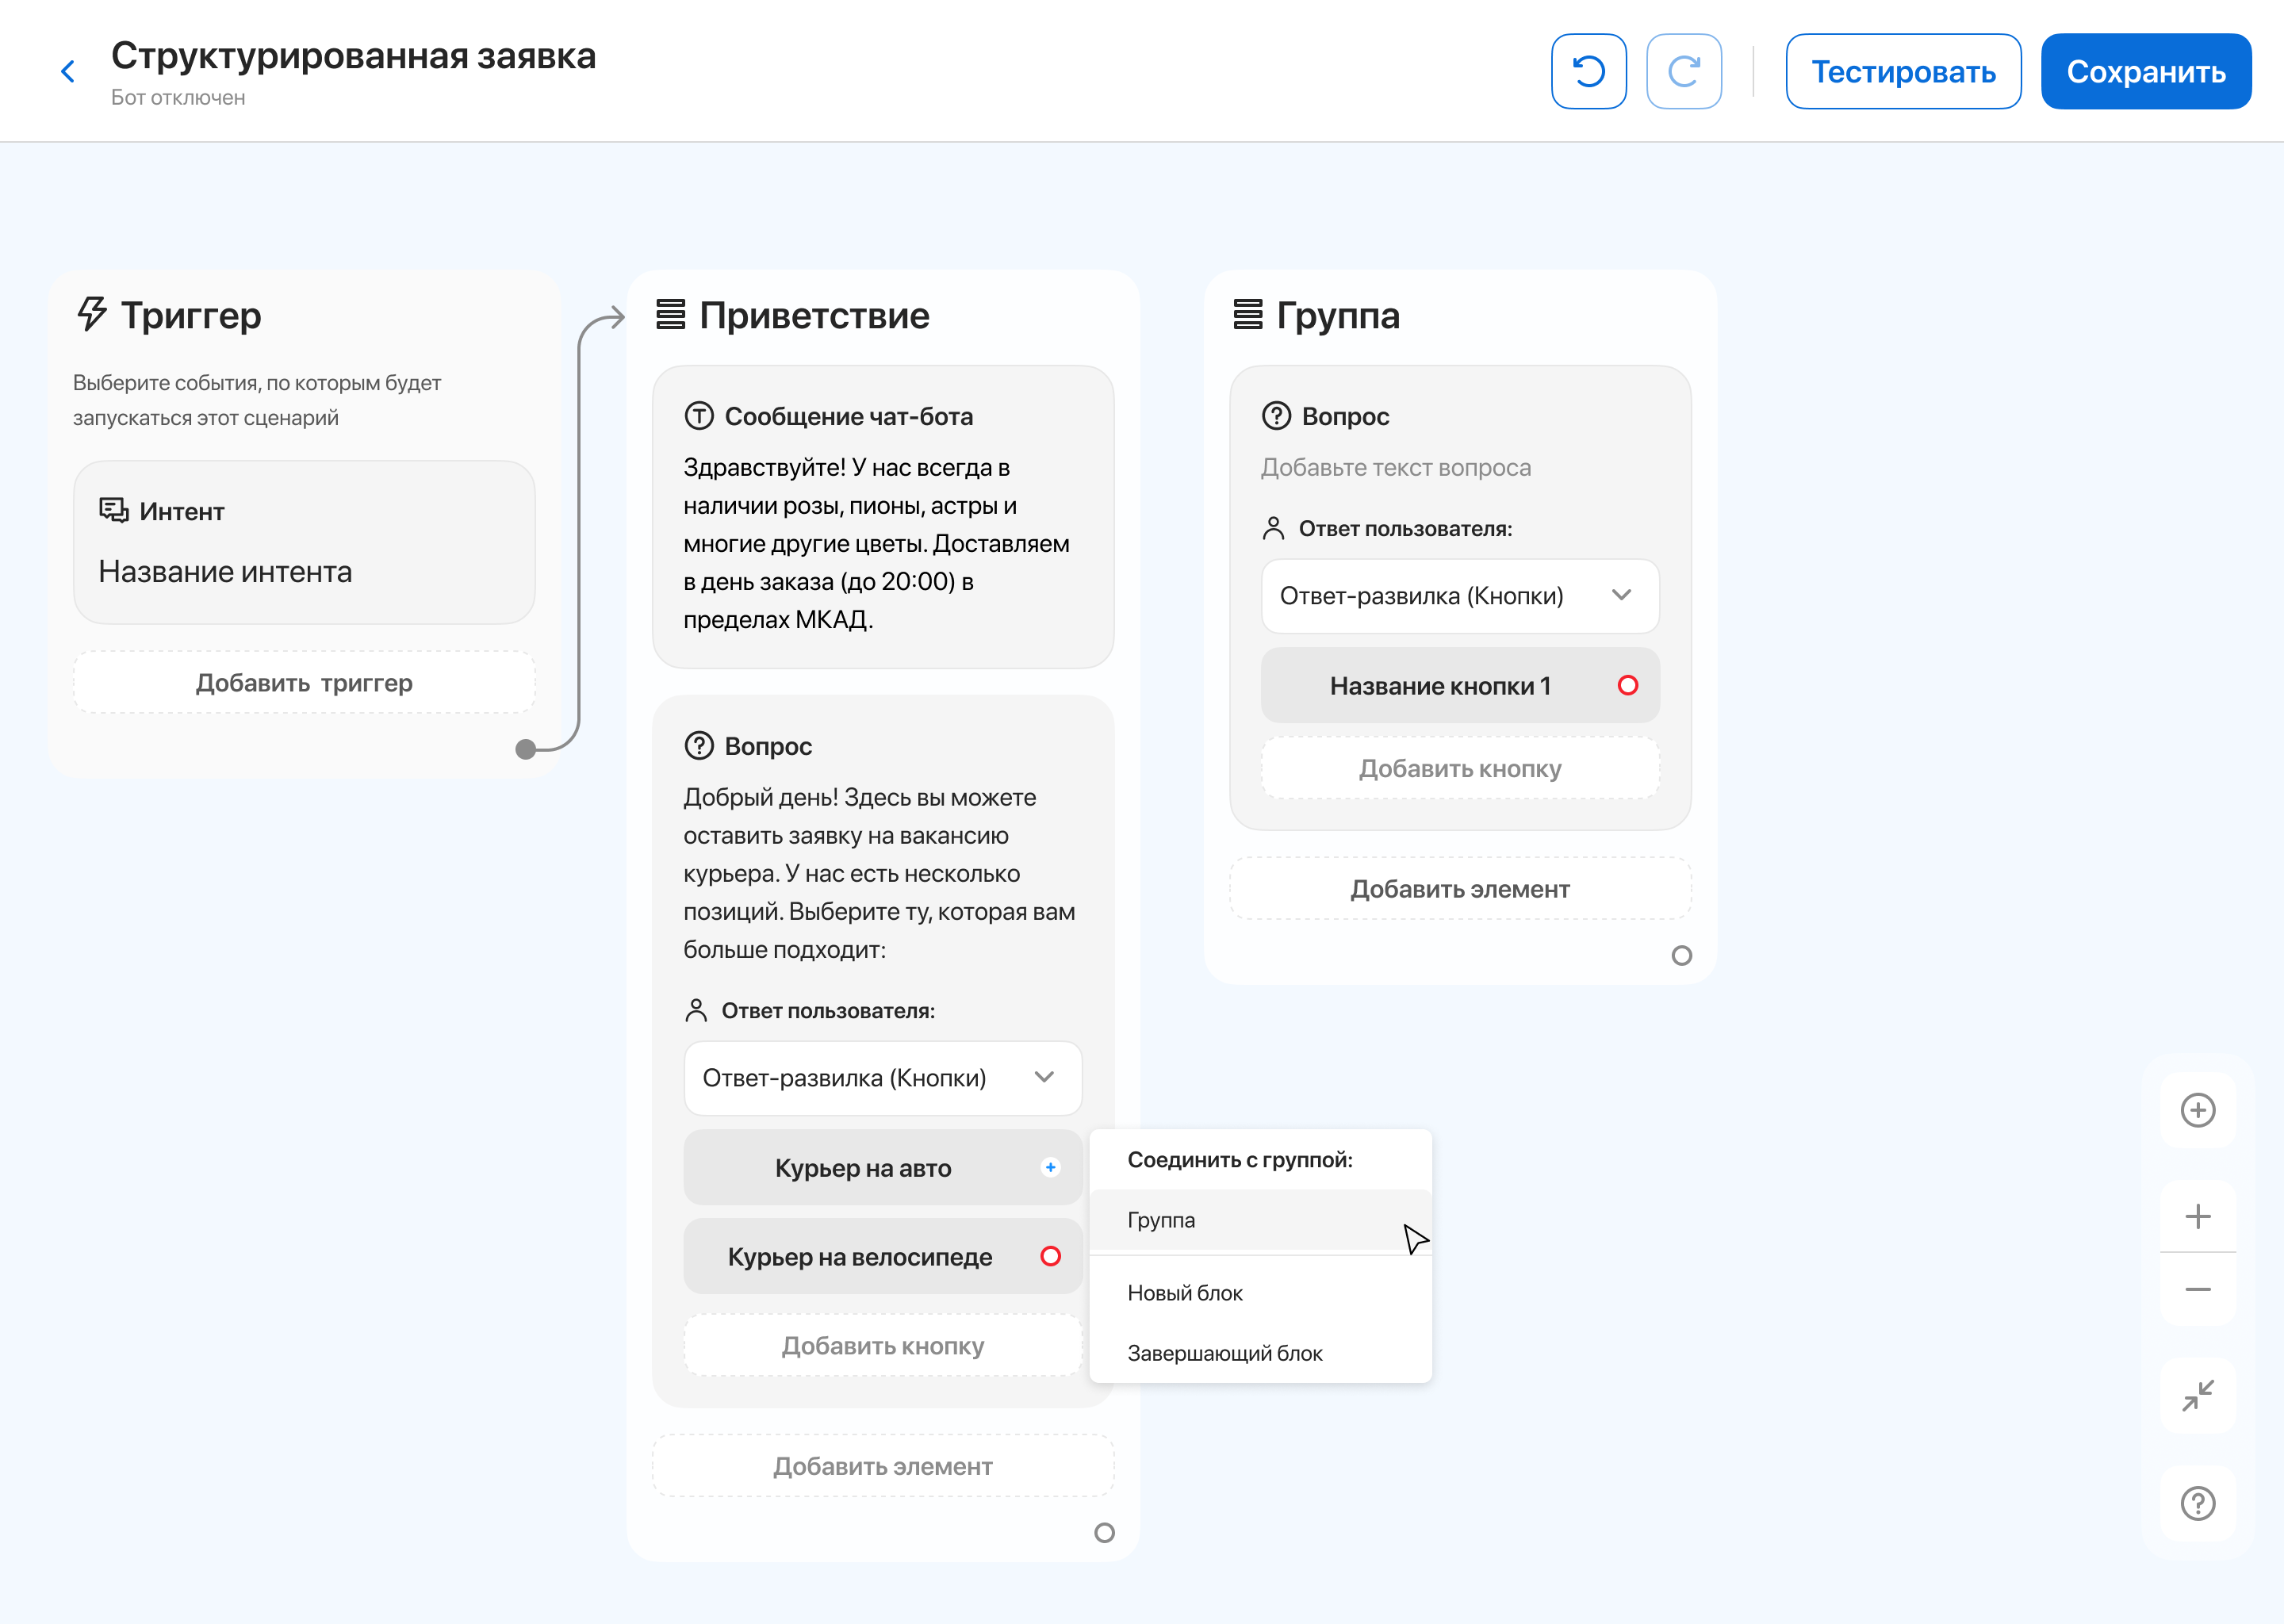 Структурированная заявка
Бот отключен
Тестировать
Сохранить
Триггер
Выберите события, по которым будет
запускаться этот сценарий
Интент
Название интента
Добавить триггер
Приветствие
Сообщение чат-бота
Здравствуйте! У нас всегда в
наличии розы, пионы, астры и
многие другие цветы. Доставляем
в день заказа (до 20:00) в
пределах МКАД.
Вопрос
Добрый день! Здесь вы можете
оставить заявку на вакансию
курьера. У нас есть несколько
позиций. Выберите ту, которая вам
больше подходит:
Ответ пользователя:
Ответ-развилка (Кнопки)
Курьер на авто
Курьер на велосипеде
Добавить кнопку
Добавить элемент
Соединить с группой:
Группа
Новый блок
Завершающий блок
Группа
Вопрос
Добавьте текст вопроса
Ответ пользователя:
Ответ-развилка (Кнопки)
Название кнопки 1
Добавить кнопку
Добавить элемент